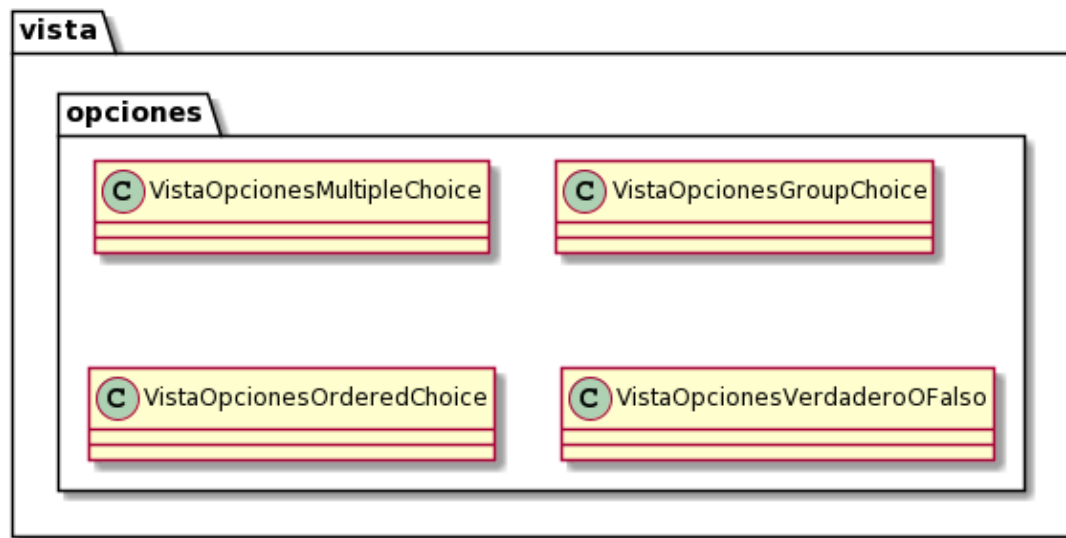 vista
opciones
C VistaOpcionesMultipleChoice
C VistaOpcionesGroupChoice
C VistaOpcionesOrderedChoice
C VistaOpcionesVerdaderoOFalso